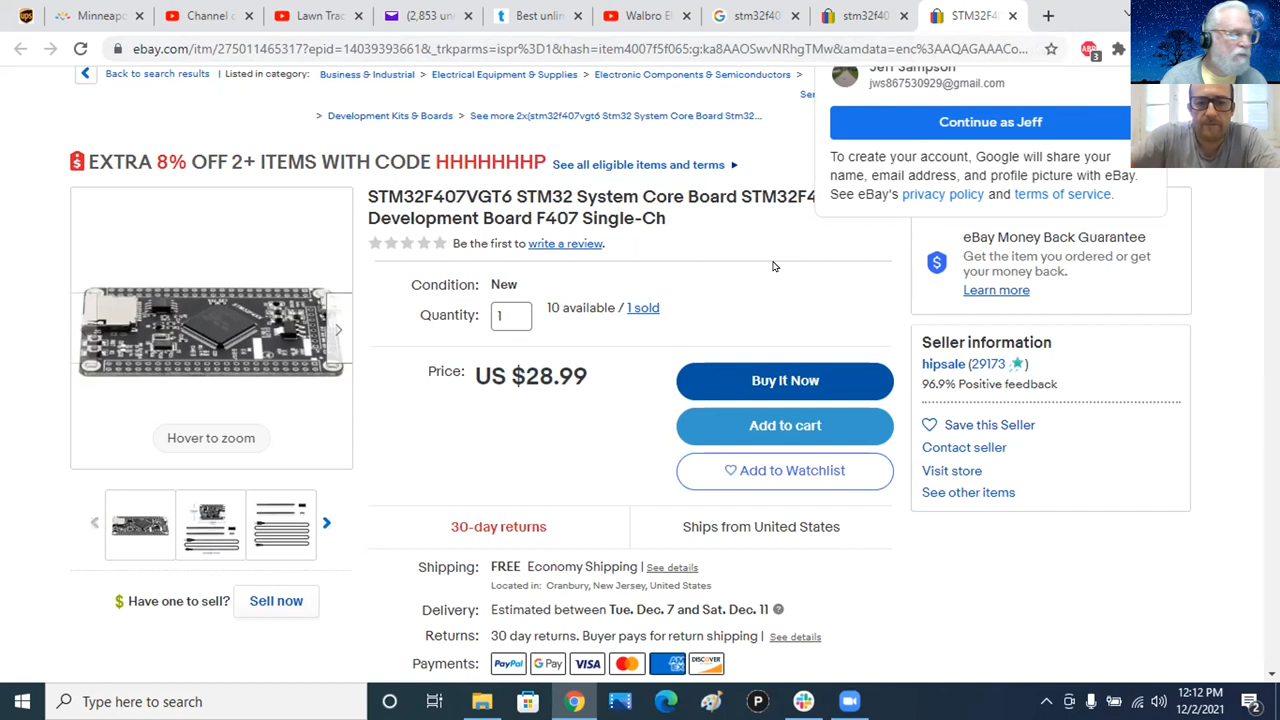 Minneap
Channel c
Lawn Trac
(2,853 un
Best unlin
Walbro El
stm32f40
stm32f40
STM32F4
ebay.com/itm/275011465317?epid=14039393661&_trkparms=ispr%3D1&hash=item4007f5f065:g:ka8AAOSwvNRhgTMw&amdata=enc%3AAQAGAAACo...
3
Back to search results | Listed in category: Business & Industrial > Electrical Equipment & Supplies > Electronic Components & Semiconductors >
> Development Kits & Boards > See more 2x(stm32f407vgt6 Stm32 System Core Board Stm32...
Jeff Sampson
jws867530929@gmail.com
Continue as Jeff
To create your account, Google will share your
name, email address, and profile picture with eBay.
See eBay's privacy policy and terms of service.
EXTRA 8% OFF 2+ ITEMS WITH CODE HHHHHHHP See all eligible items and terms
STM32F407VGT6 STM32 System Core Board STM32F4
Development Board F407 Single-Ch
Be the first to write a review.
Condition: New
Quantity: 1 10 available / 1 sold
Price: US $28.99
Buy It Now
Add to cart
Add to Watchlist
Hover to zoom
Have one to sell? Sell now
30-day returns
Ships from United States
Shipping: FREE Economy Shipping | See details
Located in: Cranbury, New Jersey, United States
Delivery: Estimated between Tue. Dec. 7 and Sat. Dec. 11
Returns: 30 day returns. Buyer pays for return shipping | See details
Payments: PayPal G Pay VISA DISCOVER
eBay Money Back Guarantee
Get the item you ordered or get
your money back.
Learn more
Seller information
hipsale (29173 )
96.9% Positive feedback
Save this Seller
Contact seller
Visit store
See other items
Type here to search
12:12 PM
12/2/2021
2